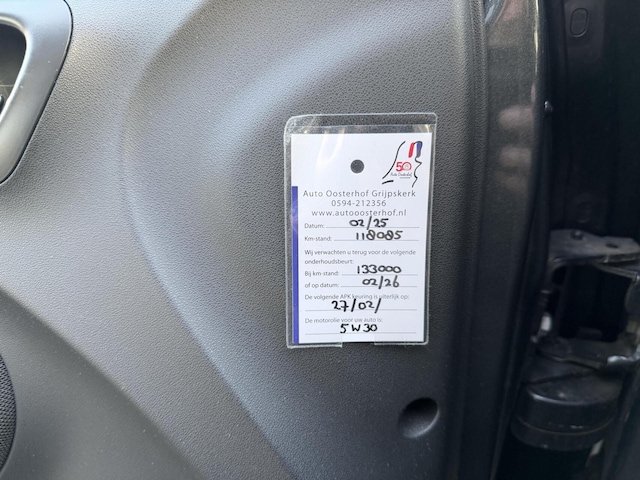 50
Auto Oosterhof Grijpskerk
0594-212356
www.autooosterhof.nl
Datum: 02/25
Km-stand: 118085
Wij verwachten u terug voor de volgende
onderhoudsbeurt:
Bij km-stand: 133000
of op datum: 02/26
De volgende APK keuring is uiterlijk op:
27/02/
De motorolie voor uw auto is:
5W30